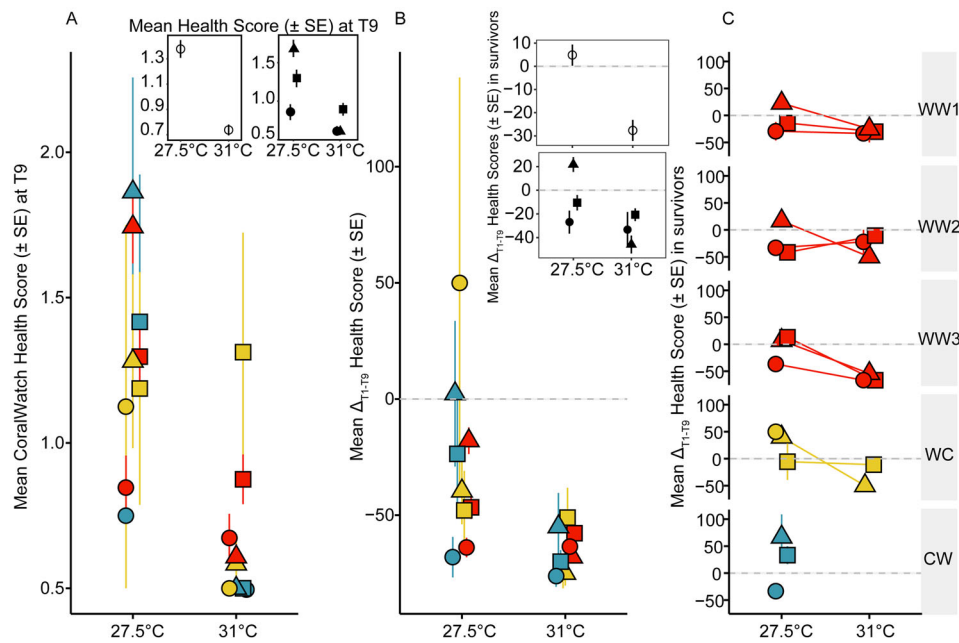 A
Mean Health Score (± SE) at T9
1.3
1.1
0.9
0.7
27.5°C
31°C
1.5
1.0
0.5
27.5°C
31°C
Mean CoralWatch Health Score (± SE) at T9
2.0
1.5
1.0
0.5
27.5°C
31°C
B
Mean ΔT1-T9 Health Scores (± SE) in survivors
10
0
-10
-20
-30
20
0
-20
-40
27.5°C
31°C
Mean ΔT1-T9 Health Score (± SE)
100
50
0
-50
27.5°C
31°C
C
Mean ΔT1-T9 Health Score (± SE) in survivors
100
50
0
-50
WW1
100
50
0
-50
WW2
100
50
0
-50
WW3
100
50
0
-50
WC
100
50
0
-50
CW
27.5°C
31°C